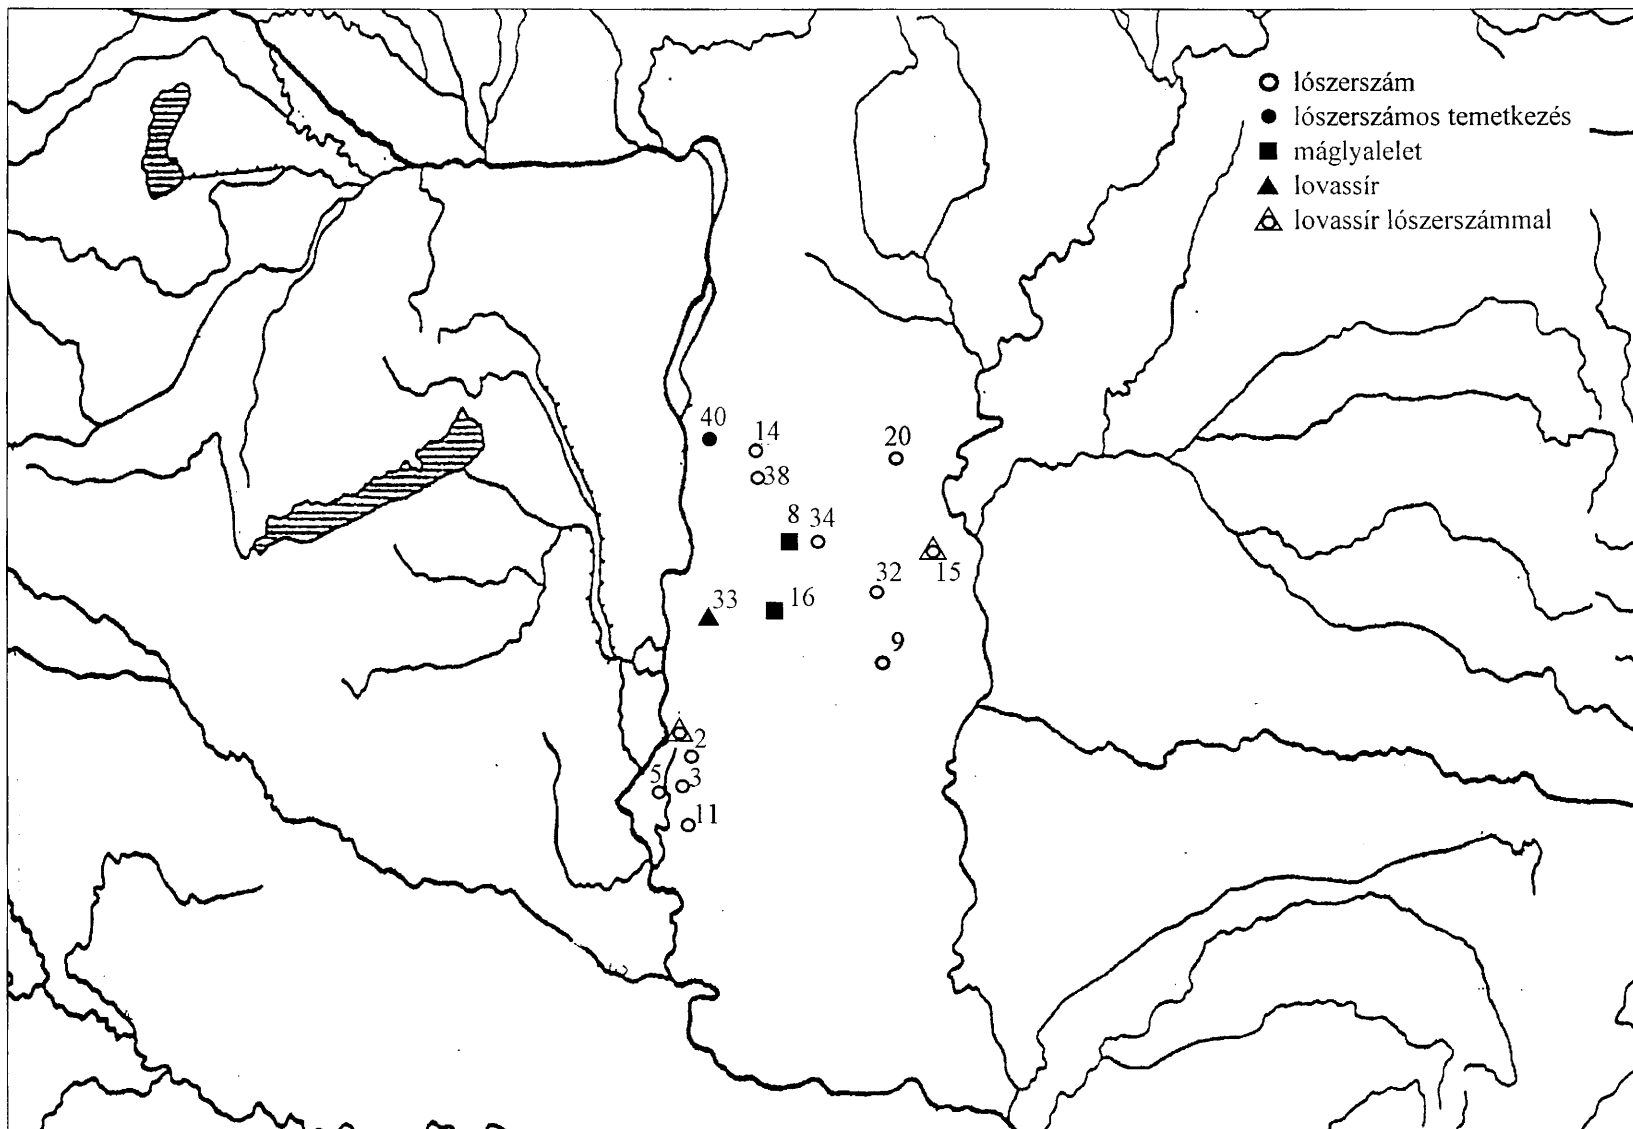 lószerszám
lószerszámos temetkezés
máglyalelet
lovassír
lovassír lószerszámmal
40
14
20
38
8 34
32 15
33 16
9
2
5 3
11